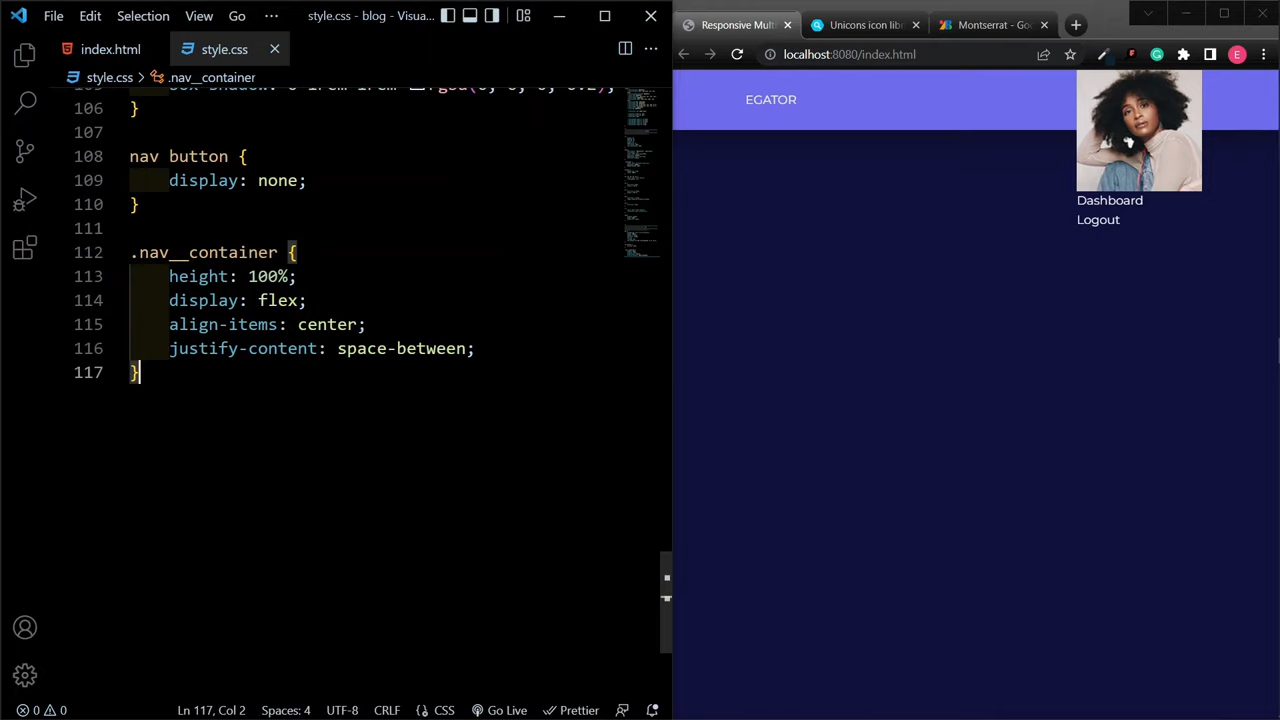 File Edit Selection View Go ··· style.css - blog - Visua...
index.html style.css
style.css > .nav__container
106 }
107
108 nav button {
109 display: none;
110 }
111
112 .nav__container {
113 height: 100%;
114 display: flex;
115 align-items: center;
116 justify-content: space-between;
117 }
0 0 Ln 117, Col 2 Spaces: 4 UTF-8 CRLF {} CSS Go Live Prettier
Responsive Mult Unicons icon libr Montserrat - Goo
localhost:8080/index.html E
EGATOR
Dashboard
Logout